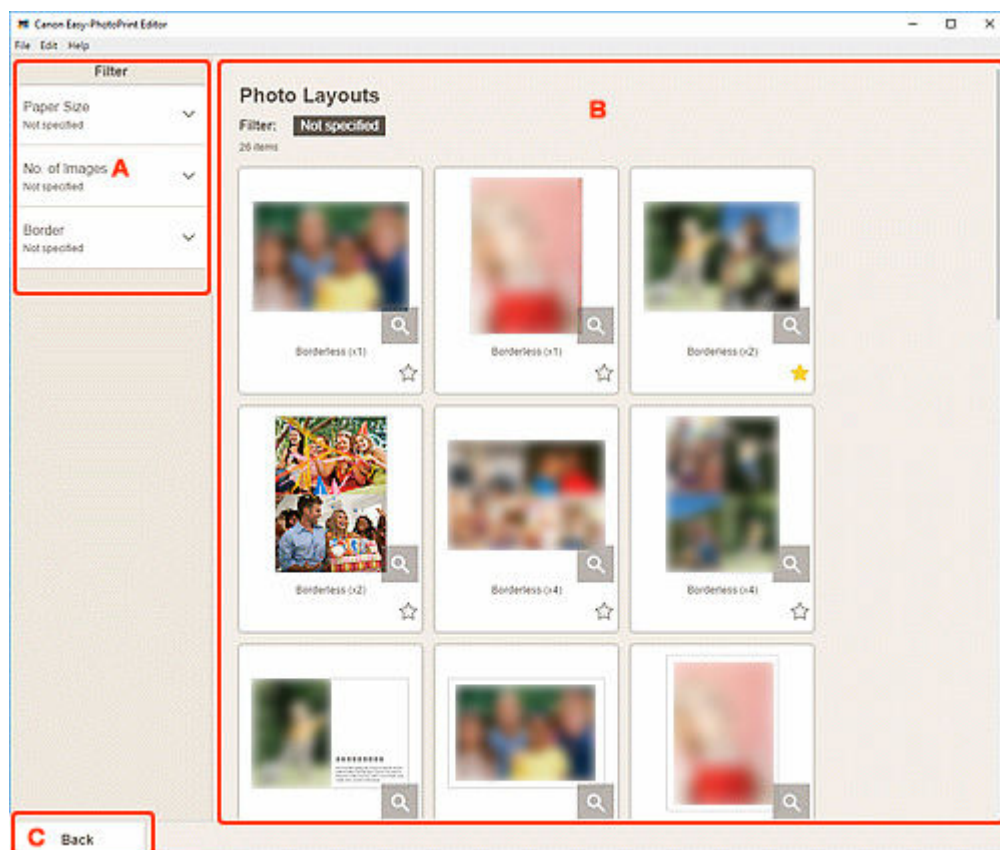 Canon Easy-PhotoPrint Editor
File Edit Help
Filter
Paper Size
Not specified
No. of Images A
Not specified
Border
Not specified
Photo Layouts
B
Filter: Not specified
26 items
Borderless (x1)
Borderless (x1)
Borderless (x2)
Borderless (x2)
Borderless (x4)
Borderless (x4)
C Back